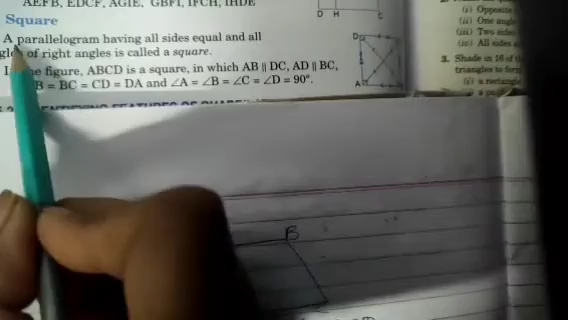 AEFB, EDCF, AGIE, GBFI, IFCH, IHDE
D H C
Square
A parallelogram having all sides equal and all
of right angles is called a square.
figure, ABCD is a square, in which AB ∥ DC, AD ∥ BC,
B = BC = CD = DA and ∠A = ∠B = ∠C = ∠D = 90°.
D
A
(i) Opposite
(ii) One angle
(iii) Two sides
(iv) All sides
3. Shade in 16 of
triangles to form
(i) a rectangle
B